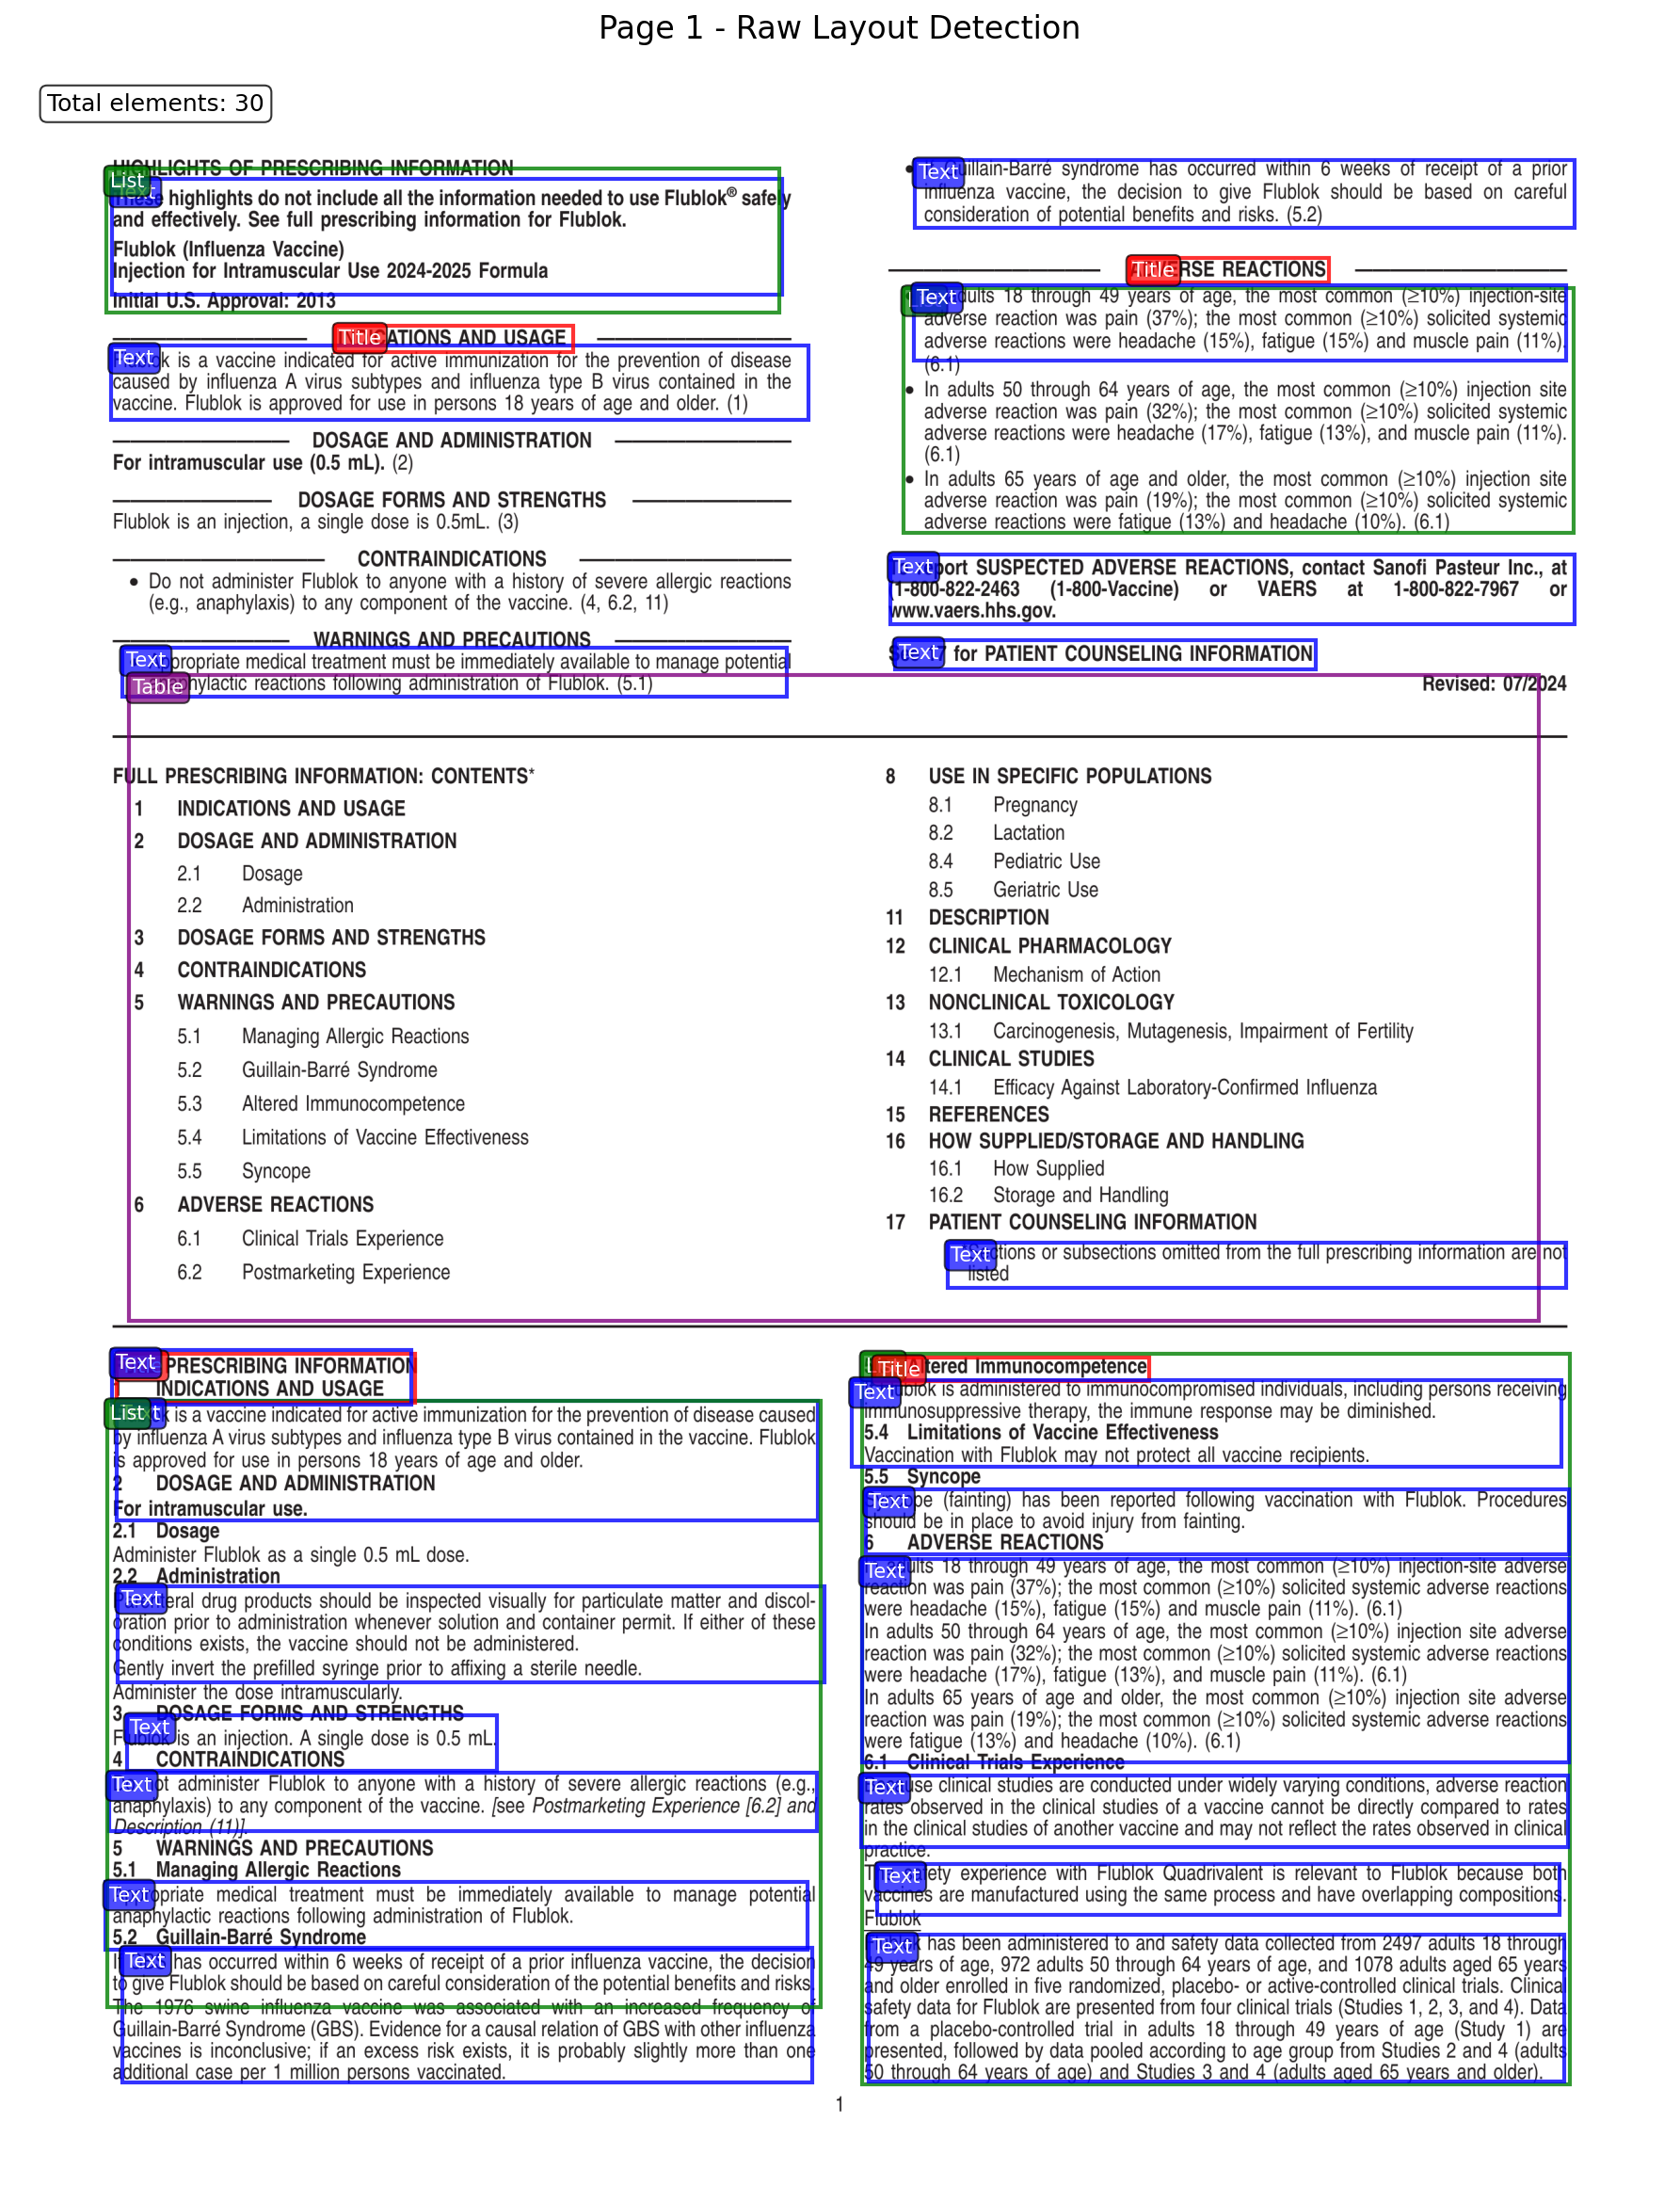 Page 1 - Raw Layout Detection
Total elements: 30
HIGHLIGHTS OF PRESCRIBING INFORMATION
List
These highlights do not include all the information needed to use Flublok® safely
and effectively. See full prescribing information for Flublok.
Flublok (Influenza Vaccine)
Injection for Intramuscular Use 2024-2025 Formula
Initial U.S. Approval: 2013
Title CATIONS AND USAGE
Text
is a vaccine indicated for active immunization for the prevention of disease
caused by influenza A virus subtypes and influenza type B virus contained in the
vaccine. Flublok is approved for use in persons 18 years of age and older. (1)
DOSAGE AND ADMINISTRATION
For intramuscular use (0.5 mL). (2)
DOSAGE FORMS AND STRENGTHS
Flublok is an injection, a single dose is 0.5mL. (3)
CONTRAINDICATIONS
• Do not administer Flublok to anyone with a history of severe allergic reactions
(e.g., anaphylaxis) to any component of the vaccine. (4, 6.2, 11)
WARNINGS AND PRECAUTIONS
Text propriate medical treatment must be immediately available to manage potential
Table hylactic reactions following administration of Flublok. (5.1)
Text uillain-Barré syndrome has occurred within 6 weeks of receipt of a prior
influenza vaccine, the decision to give Flublok should be based on careful
consideration of potential benefits and risks. (5.2)
Title ERSE REACTIONS
Text dults 18 through 49 years of age, the most common (≥10%) injection-site
adverse reaction was pain (37%); the most common (≥10%) solicited systemic
adverse reactions were headache (15%), fatigue (15%) and muscle pain (11%).
(6.1)
• In adults 50 through 64 years of age, the most common (≥10%) injection site
adverse reaction was pain (32%); the most common (≥10%) solicited systemic
adverse reactions were headache (17%), fatigue (13%), and muscle pain (11%).
(6.1)
• In adults 65 years of age and older, the most common (≥10%) injection site
adverse reaction was pain (19%); the most common (≥10%) solicited systemic
adverse reactions were fatigue (13%) and headache (10%). (6.1)
Text port SUSPECTED ADVERSE REACTIONS, contact Sanofi Pasteur Inc., at
(1-800-822-2463 (1-800-Vaccine) or VAERS at 1-800-822-7967 or
www.vaers.hhs.gov.
Text 7 for PATIENT COUNSELING INFORMATION
Revised: 07/2024
FULL PRESCRIBING INFORMATION: CONTENTS*
1 INDICATIONS AND USAGE
2 DOSAGE AND ADMINISTRATION
2.1 Dosage
2.2 Administration
3 DOSAGE FORMS AND STRENGTHS
4 CONTRAINDICATIONS
5 WARNINGS AND PRECAUTIONS
5.1 Managing Allergic Reactions
5.2 Guillain-Barré Syndrome
5.3 Altered Immunocompetence
5.4 Limitations of Vaccine Effectiveness
5.5 Syncope
6 ADVERSE REACTIONS
6.1 Clinical Trials Experience
6.2 Postmarketing Experience
8 USE IN SPECIFIC POPULATIONS
8.1 Pregnancy
8.2 Lactation
8.4 Pediatric Use
8.5 Geriatric Use
11 DESCRIPTION
12 CLINICAL PHARMACOLOGY
12.1 Mechanism of Action
13 NONCLINICAL TOXICOLOGY
13.1 Carcinogenesis, Mutagenesis, Impairment of Fertility
14 CLINICAL STUDIES
14.1 Efficacy Against Laboratory-Confirmed Influenza
15 REFERENCES
16 HOW SUPPLIED/STORAGE AND HANDLING
16.1 How Supplied
16.2 Storage and Handling
17 PATIENT COUNSELING INFORMATION
Text ctions or subsections omitted from the full prescribing information are not
listed
Text PRESCRIBING INFORMATION
INDICATIONS AND USAGE
List k is a vaccine indicated for active immunization for the prevention of disease caused
by influenza A virus subtypes and influenza type B virus contained in the vaccine. Flublok
is approved for use in persons 18 years of age and older.
2 DOSAGE AND ADMINISTRATION
For intramuscular use.
2.1 Dosage
Administer Flublok as a single 0.5 mL dose.
2.2 Administration
Text eral drug products should be inspected visually for particulate matter and discol-
oration prior to administration whenever solution and container permit. If either of these
conditions exists, the vaccine should not be administered.
Gently invert the prefilled syringe prior to affixing a sterile needle.
Administer the dose intramuscularly.
3 DOSAGE FORMS AND STRENGTHS
Text
Flublok is an injection. A single dose is 0.5 mL.
4 CONTRAINDICATIONS
Text ot administer Flublok to anyone with a history of severe allergic reactions (e.g.,
anaphylaxis) to any component of the vaccine. [see Postmarketing Experience [6.2] and
Description (11)].
5 WARNINGS AND PRECAUTIONS
5.1 Managing Allergic Reactions
Text opriate medical treatment must be immediately available to manage potential
anaphylactic reactions following administration of Flublok.
5.2 Guillain-Barré Syndrome
Text has occurred within 6 weeks of receipt of a prior influenza vaccine, the decision
to give Flublok should be based on careful consideration of the potential benefits and risks.
The 1976 swine influenza vaccine was associated with an increased frequency of
Guillain-Barré Syndrome (GBS). Evidence for a causal relation of GBS with other influenza
vaccines is inconclusive; if an excess risk exists, it is probably slightly more than one
additional case per 1 million persons vaccinated.
Title tered Immunocompetence
Text blok is administered to immunocompromised individuals, including persons receiving
immunosuppressive therapy, the immune response may be diminished.
5.4 Limitations of Vaccine Effectiveness
Vaccination with Flublok may not protect all vaccine recipients.
5.5 Syncope
Text pe (fainting) has been reported following vaccination with Flublok. Procedures
should be in place to avoid injury from fainting.
6 ADVERSE REACTIONS
Text ults 18 through 49 years of age, the most common (≥10%) injection-site adverse
reaction was pain (37%); the most common (≥10%) solicited systemic adverse reactions
were headache (15%), fatigue (15%) and muscle pain (11%). (6.1)
In adults 50 through 64 years of age, the most common (≥10%) injection site adverse
reaction was pain (32%); the most common (≥10%) solicited systemic adverse reactions
were headache (17%), fatigue (13%), and muscle pain (11%). (6.1)
In adults 65 years of age and older, the most common (≥10%) injection site adverse
reaction was pain (19%); the most common (≥10%) solicited systemic adverse reactions
were fatigue (13%) and headache (10%). (6.1)
6.1 Clinical Trials Experience
Text use clinical studies are conducted under widely varying conditions, adverse reaction
rates observed in the clinical studies of a vaccine cannot be directly compared to rates
in the clinical studies of another vaccine and may not reflect the rates observed in clinical
practice.
Text ety experience with Flublok Quadrivalent is relevant to Flublok because both
vaccines are manufactured using the same process and have overlapping compositions.
Flublok
Text has been administered to and safety data collected from 2497 adults 18 through
49 years of age, 972 adults 50 through 64 years of age, and 1078 adults aged 65 years
and older enrolled in five randomized, placebo- or active-controlled clinical trials. Clinical
safety data for Flublok are presented from four clinical trials (Studies 1, 2, 3, and 4). Data
from a placebo-controlled trial in adults 18 through 49 years of age (Study 1) are
presented, followed by data pooled according to age group from Studies 2 and 4 (adults
50 through 64 years of age) and Studies 3 and 4 (adults aged 65 years and older).
1